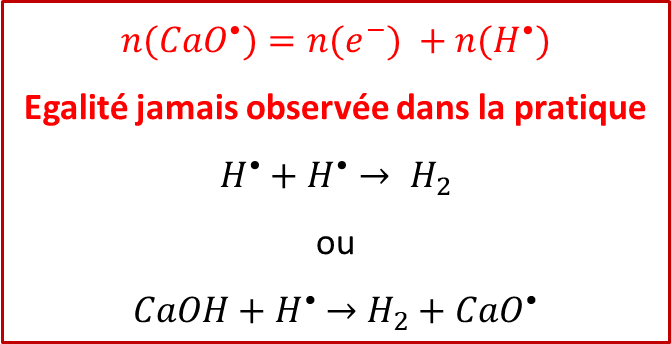 n(CaO•) = n(e⁻) + n(H•)
Egalité jamais observée dans la pratique
H• + H• → H₂
ou
CaOH + H• → H₂ + CaO•